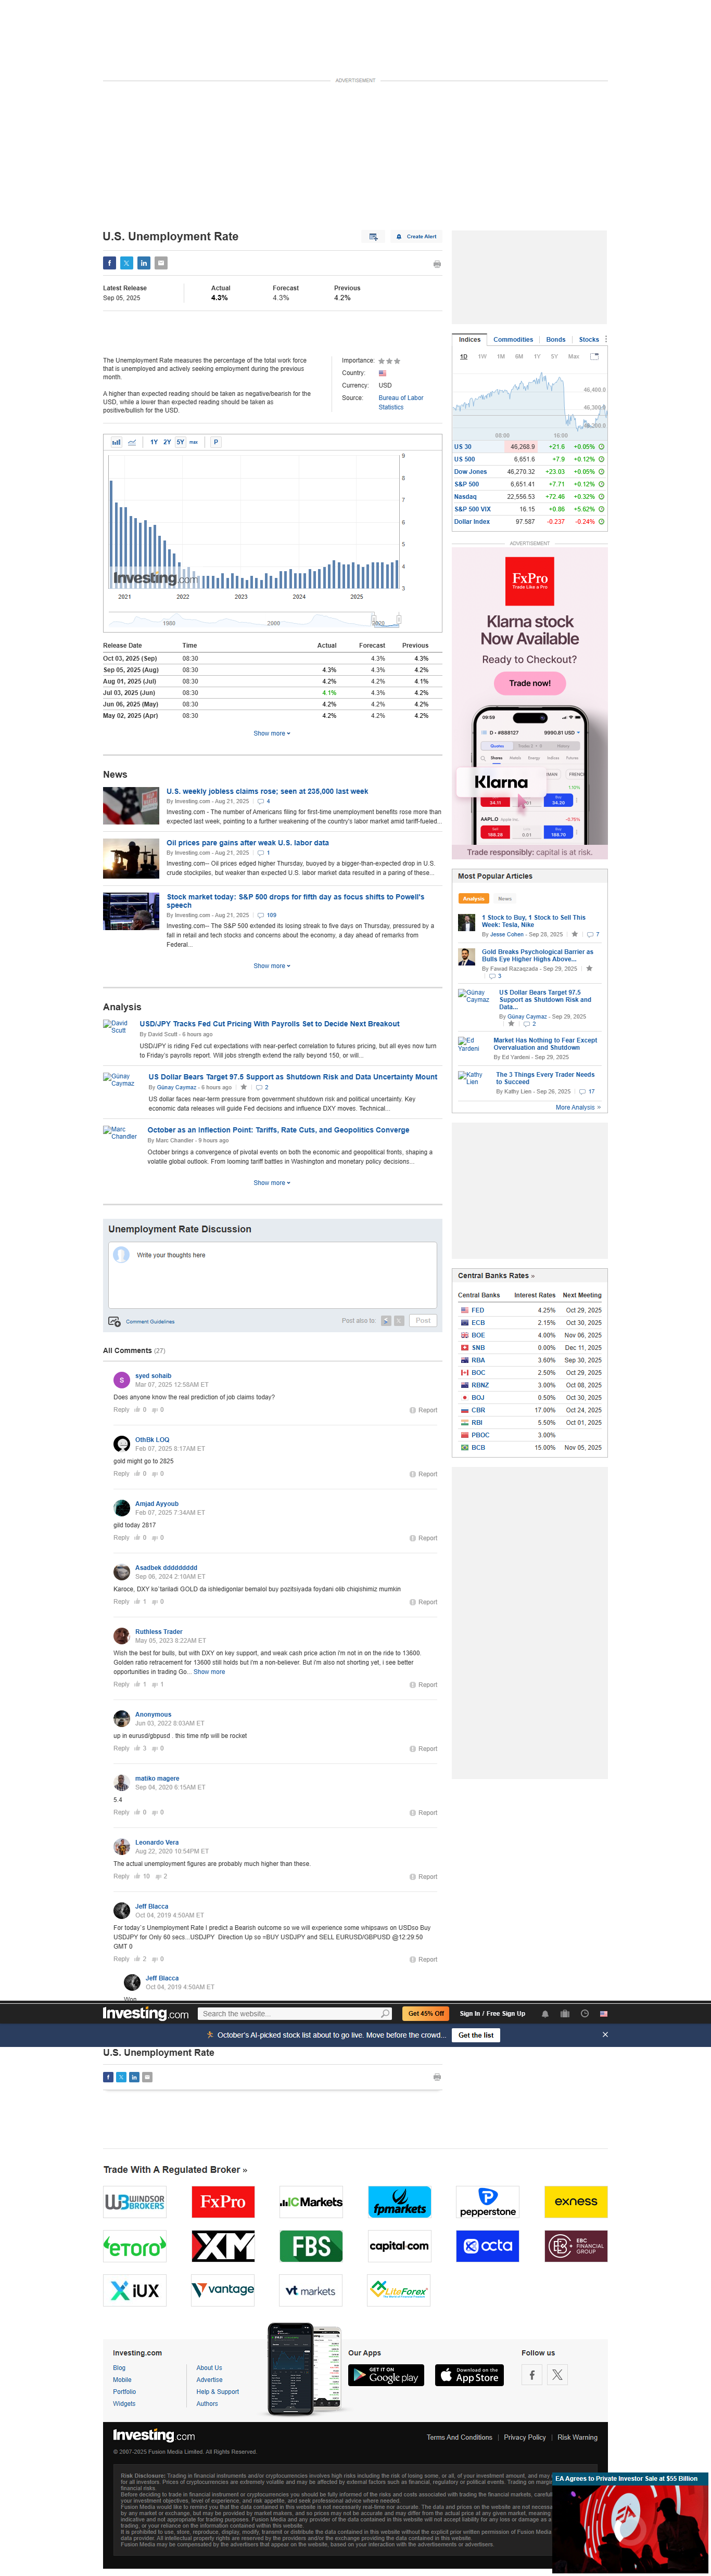 ADVERTISEMENT
U.S. Unemployment Rate
Create Alert
Latest Release
Sep 05, 2025
Actual
4.3%
Forecast
4.3%
Previous
4.2%
The Unemployment Rate measures the percentage of the total work force
that is unemployed and actively seeking employment during the previous
month.
A higher than expected reading should be taken as negative/bearish for the
USD, while a lower than expected reading should be taken as
positive/bullish for the USD.
Importance:
Country:
Currency: USD
Source: Bureau of Labor
Statistics
1Y 2Y 5Y max P
9
8
7
6
5
4
3
Investing.com
2021 2022 2023 2024 2025
1980 2000 2020
Release Date Time Actual Forecast Previous
Oct 03, 2025 (Sep) 08:30 4.3% 4.3%
Sep 05, 2025 (Aug) 08:30 4.3% 4.3% 4.2%
Aug 01, 2025 (Jul) 08:30 4.2% 4.2% 4.1%
Jul 03, 2025 (Jun) 08:30 4.1% 4.3% 4.2%
Jun 06, 2025 (May) 08:30 4.2% 4.2% 4.2%
May 02, 2025 (Apr) 08:30 4.2% 4.2% 4.2%
Show more
News
U.S. weekly jobless claims rose; seen at 235,000 last week
By Investing.com - Aug 21, 2025 4
Investing.com - The number of Americans filing for first-time unemployment benefits rose more than
expected last week, pointing to a further weakening of the country's labor market amid tariff-fueled...
Oil prices pare gains after weak U.S. labor data
By Investing.com - Aug 21, 2025 1
Investing.com-- Oil prices edged higher Thursday, buoyed by a bigger-than-expected drop in U.S.
crude stockpiles, but weaker than expected U.S. labor market data resulted in a paring of these...
Stock market today: S&P 500 drops for fifth day as focus shifts to Powell's
speech
By Investing.com - Aug 21, 2025 109
Investing.com-- The S&P 500 extended its losing streak to five days on Thursday, pressured by a
fall in retail and tech stocks and concerns about the economy, a day ahead of remarks from
Federal...
Show more
Analysis
David
Scutt
USD/JPY Tracks Fed Cut Pricing With Payrolls Set to Decide Next Breakout
By David Scutt - 6 hours ago
USD/JPY is riding Fed cut expectations with near-perfect correlation to futures pricing, but all eyes now turn
to Friday's payrolls report. Will jobs strength extend the rally beyond 150, or will...
Günay
Caymaz
US Dollar Bears Target 97.5 Support as Shutdown Risk and Data Uncertainty Mount
By Günay Caymaz - 6 hours ago 2
US dollar faces near-term pressure from government shutdown risk and political uncertainty. Key
economic data releases will guide Fed decisions and influence DXY moves. Technical...
Marc
Chandler
October as an Inflection Point: Tariffs, Rate Cuts, and Geopolitics Converge
By Marc Chandler - 9 hours ago
October brings a convergence of pivotal events on both the economic and geopolitical fronts, shaping a
volatile global outlook. From looming tariff battles in Washington and monetary policy decisions...
Show more
Unemployment Rate Discussion
Write your thoughts here
Comment Guidelines
Post also to:
Post
All Comments (27)
S
syed sohaib
Mar 07, 2025 12:58AM ET
Does anyone know the real prediction of job claims today?
Reply 0 0 Report
OthBk LOQ
Feb 07, 2025 8:17AM ET
gold might go to 2825
Reply 0 0 Report
Amjad Ayyoub
Feb 07, 2025 7:34AM ET
gild today 2817
Reply 0 0 Report
Asadbek ddddddddd
Sep 06, 2024 2:10AM ET
Karoce, DXY ko`tariladi GOLD da ishledigonlar bemalol buy pozitsiyada foydani olib chiqishimiz mumkin
Reply 1 0 Report
Ruthless Trader
May 05, 2023 8:22AM ET
Wish the best for bulls, but with DXY on key support, and weak cash price action i'm not in on the ride to 13600.
Golden ratio retracement for 13600 still holds but i'm a non-believer. But i'm also not shorting yet, i see better
opportunities in trading Go... Show more
Reply 1 1 Report
Anonymous
Jun 03, 2022 8:03AM ET
up in eurusd/gbpusd . this time nfp will be rocket
Reply 3 0 Report
matiko magere
Sep 04, 2020 6:15AM ET
5.4
Reply 0 0 Report
Leonardo Vera
Aug 22, 2020 10:54PM ET
The actual unemployment figures are probably much higher than these.
Reply 10 2 Report
Jeff Blacca
Oct 04, 2019 4:50AM ET
For today`s Unemployment Rate I predict a Bearish outcome so we will experience some whipsaws on USDso Buy
USDJPY for Only 60 secs...USDJPY Direction Up so =BUY USDJPY and SELL EURUSD/GBPUSD @12:29.50
GMT 0
Reply 2 0 Report
Jeff Blacca
Oct 04, 2019 4:50AM ET
Indices Commodities Bonds Stocks
1D 1W 1M 6M 1Y 5Y Max
46,400.0
46,300.0
08:00 16:00
US 30 46,268.9 +21.6 +0.05%
US 500 6,651.6 +7.9 +0.12%
Dow Jones 46,270.32 +23.03 +0.05%
S&P 500 6,651.41 +7.71 +0.12%
Nasdaq 22,556.53 +72.46 +0.32%
S&P 500 VIX 16.15 +0.86 +5.62%
Dollar Index 97.587 -0.237 -0.24%
ADVERTISEMENT
FxPro
Trade Like a Pro
Klarna stock
Now Available
Ready to Checkout?
Trade now!
09:59
D • #888127 9990.61 USD
Quotes
Shares Metals Energy Indices Futures
Klarna
34.11 34.20
AAPL.O
Buy
Trade responsibly: capital is at risk.
Most Popular Articles
Analysis News
1 Stock to Buy, 1 Stock to Sell This
Week: Tesla, Nike
By Jesse Cohen - Sep 28, 2025 7
Gold Breaks Psychological Barrier as
Bulls Eye Higher Highs Above...
By Fawad Razaqzada - Sep 29, 2025
3
Günay
Caymaz
US Dollar Bears Target 97.5
Support as Shutdown Risk and
Data...
By Günay Caymaz - Sep 29, 2025
2
Ed
Yardeni
Market Has Nothing to Fear Except
Overvaluation and Shutdown
By Ed Yardeni - Sep 29, 2025
Kathy
Lien
The 3 Things Every Trader Needs
to Succeed
By Kathy Lien - Sep 26, 2025 17
More Analysis »
Central Banks Rates »
Central Banks Interest Rates Next Meeting
FED 4.25% Oct 29, 2025
ECB 2.15% Oct 30, 2025
BOE 4.00% Nov 06, 2025
SNB 0.00% Dec 11, 2025
RBA 3.60% Sep 30, 2025
BOC 2.50% Oct 29, 2025
RBNZ 3.00% Oct 08, 2025
BOJ 0.50% Oct 30, 2025
CBR 17.00% Oct 24, 2025
RBI 5.50% Oct 01, 2025
PBOC 3.00%
BCB 15.00% Nov 05, 2025
Investing.com
Search the website...
Get 45% Off
Sign In / Free Sign Up
October's AI-picked stock list about to go live. Move before the crowd...
Get the list
U.S. Unemployment Rate
Trade With A Regulated Broker »
WINDSOR
BROKERS
FxPro
IC Markets
fpmarkets
pepperstone
exness
etoro
XM
FBS
capital.com
octa
EBC
FINANCIAL
GROUP
iUX
vantage
vt markets
LiteForex
Investing.com
Blog
Mobile
Portfolio
Widgets
About Us
Advertise
Help & Support
Authors
Our Apps
GET IT ON
Google play
Download on the
App Store
Follow us
Investing.com
Terms And Conditions
Privacy Policy
Risk Warning
© 2007-2025 Fusion Media Limited. All Rights Reserved.
Risk Disclosure: Trading in financial instruments and/or cryptocurrencies involves high risks including the risk of losing some, or all, of your investment amount, and may
for all investors. Prices of cryptocurrencies are extremely volatile and may be affected by external factors such as financial, regulatory or political events. Trading on margin
financial risks.
Before deciding to trade in financial instrument or cryptocurrencies you should be fully informed of the risks and costs associated with trading the financial markets, carefully
your investment objectives, level of experience, and risk appetite, and seek professional advice where needed.
Fusion Media would like to remind you that the data contained in this website is not necessarily real-time nor accurate. The data and prices on the website are not necessarily
by any market or exchange, but may be provided by market makers, and so prices may not be accurate and may differ from the actual price at any given market, meaning
indicative and not appropriate for trading purposes. Fusion Media and any provider of the data contained in this website will not accept liability for any loss or damage as a
trading, or your reliance on the information contained within this website.
It is prohibited to use, store, reproduce, display, modify, transmit or distribute the data contained in this website without the explicit prior written permission of Fusion Media
data provider. All intellectual property rights are reserved by the providers and/or the exchange providing the data contained in this website.
Fusion Media may be compensated by the advertisers that appear on the website, based on your interaction with the advertisements or advertisers.
EA Agrees to Private Investor Sale at $55 Billion
EA